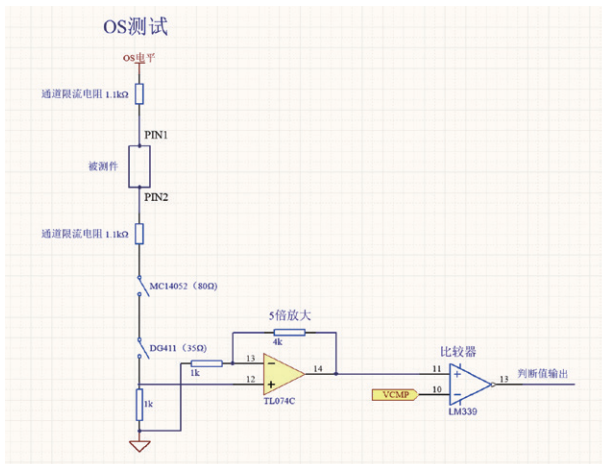 OS测试
OS电平
通道限流电阻 1.1kΩ
PIN1
被测件
PIN2
通道限流电阻 1.1kΩ
MC14052（80Ω）
5倍放大
4k
DG411（35Ω）
13
1k
14
12
TL074C
1k
比较器
11
13
判断值输出
VCMP
10
LM339